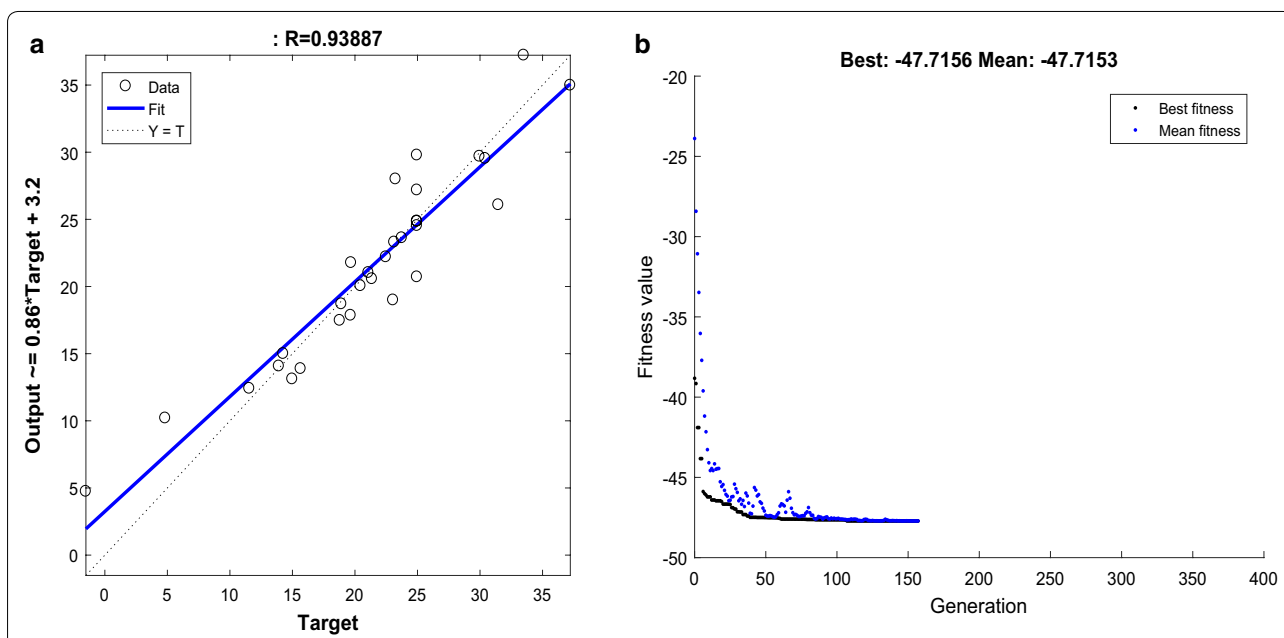 a
: R=0.93887
Data
Fit
Y = T
35
30
25
20
15
10
5
0
0 5 10 15 20 25 30 35
Output ~= 0.86*Target + 3.2
Target
b
Best: -47.7156 Mean: -47.7153
Best fitness
Mean fitness
-20
-25
-30
-35
-40
-45
-50
0 50 100 150 200 250 300 350 400
Fitness value
Generation